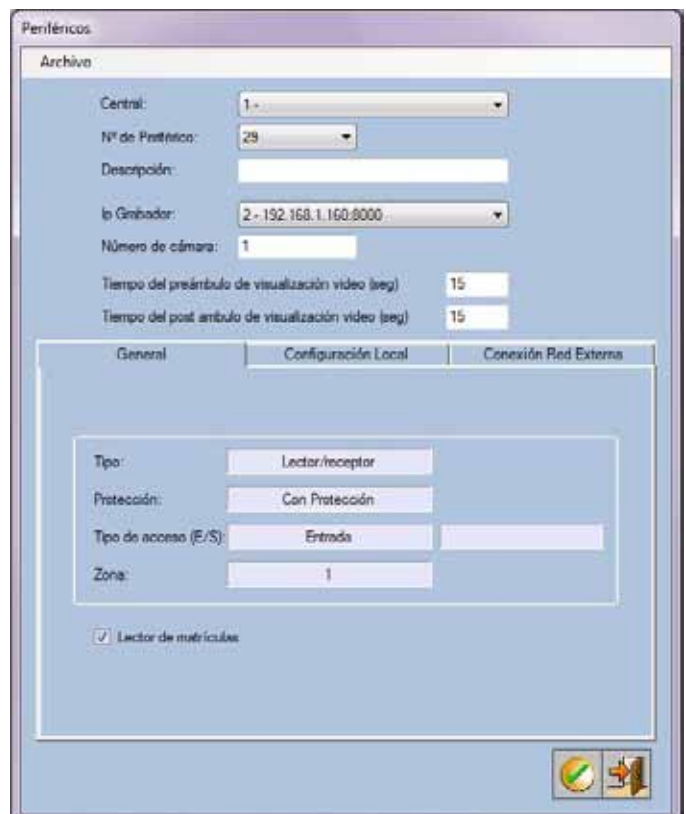 Periféricos
Archivo
Central: 1 -
Nº de Periférico: 29
Descripción:
Ip Grabador: 2 - 192.168.1.160:8000
Número de cámara: 1
Tiempo del preámbulo de visualización video (seg) 15
Tiempo del post ambulo de visualización video (seg) 15
General Configuración Local Conexión Red Externa
Tipo: Lector/receptor
Protección: Con Protección
Tipo de acceso (E/S): Entrada
Zona: 1
Lector de matrículas